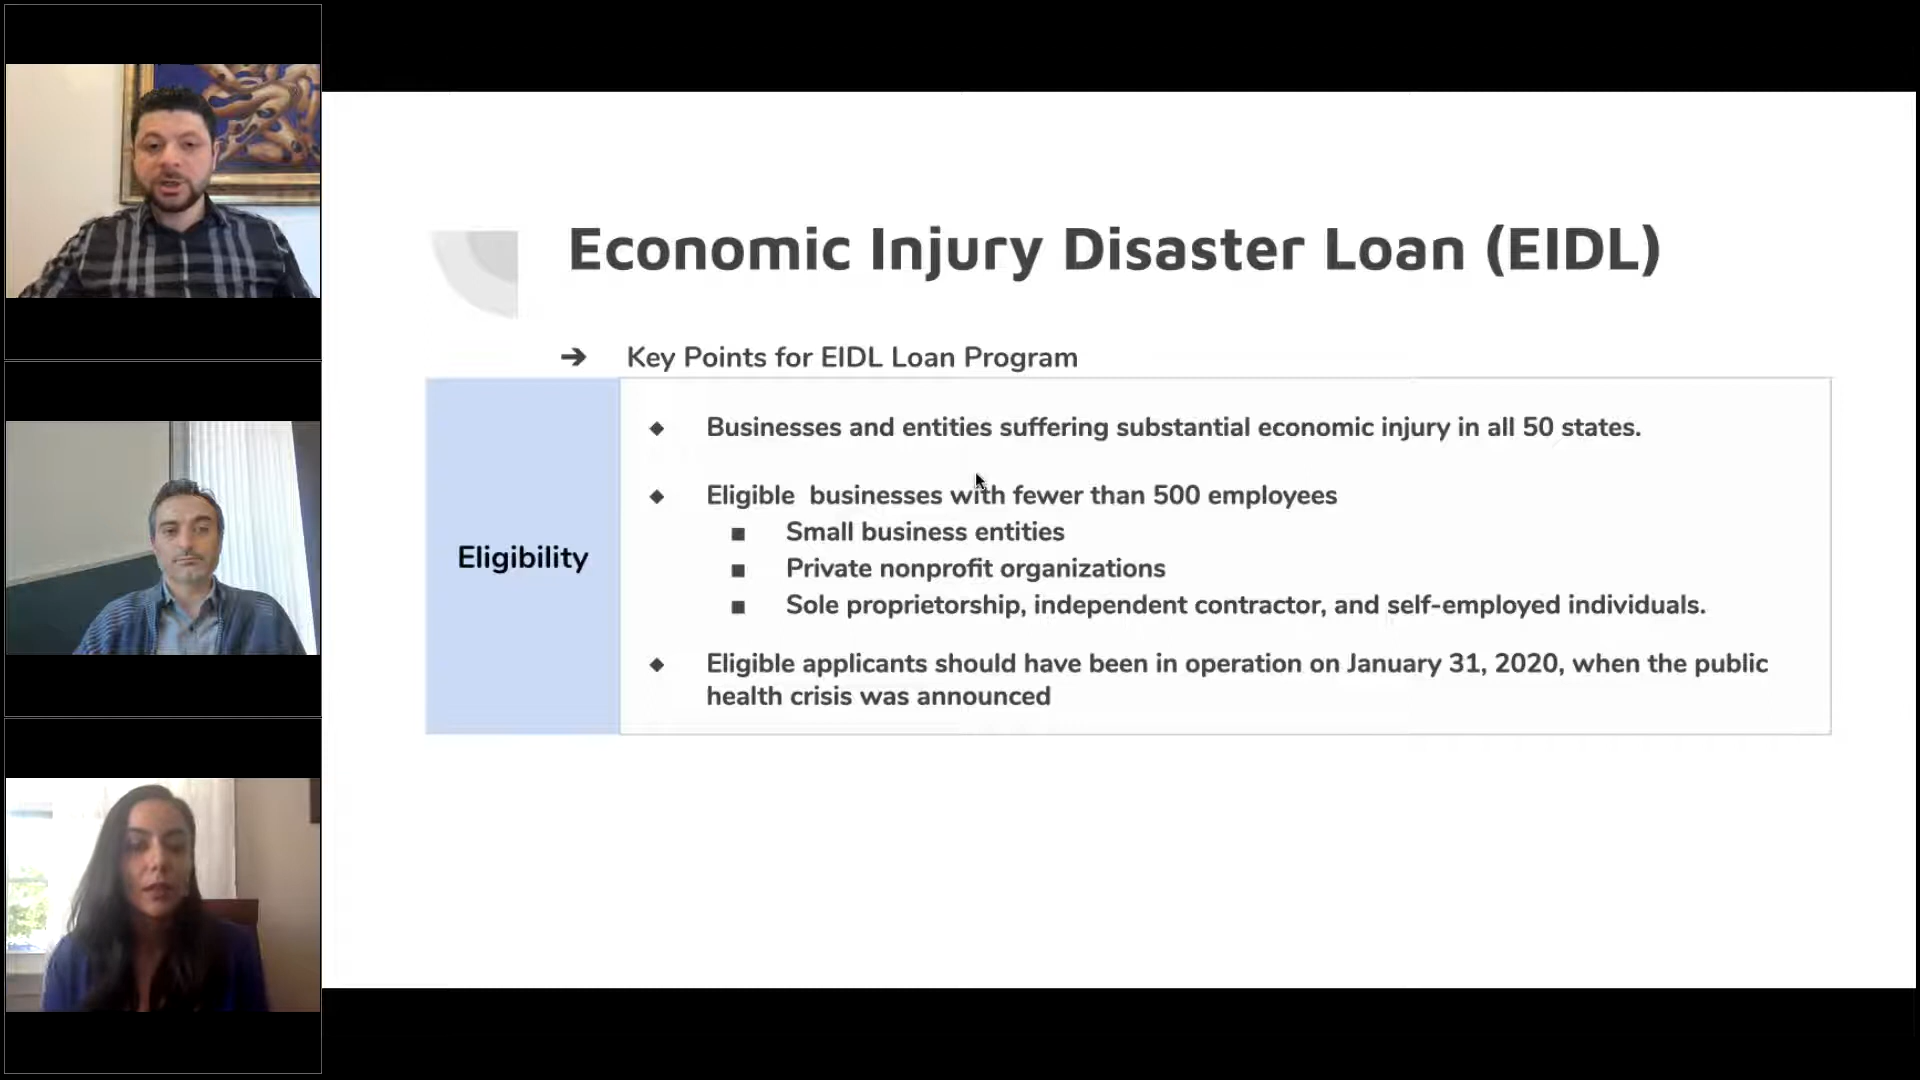 Economic Injury Disaster Loan (EIDL)
➔ Key Points for EIDL Loan Program
Eligibility
◆ Businesses and entities suffering substantial economic injury in all 50 states.
◆ Eligible  businesses with fewer than 500 employees
■ Small business entities
■ Private nonprofit organizations
■ Sole proprietorship, independent contractor, and self-employed individuals.
◆ Eligible applicants should have been in operation on January 31, 2020, when the public
health crisis was announced